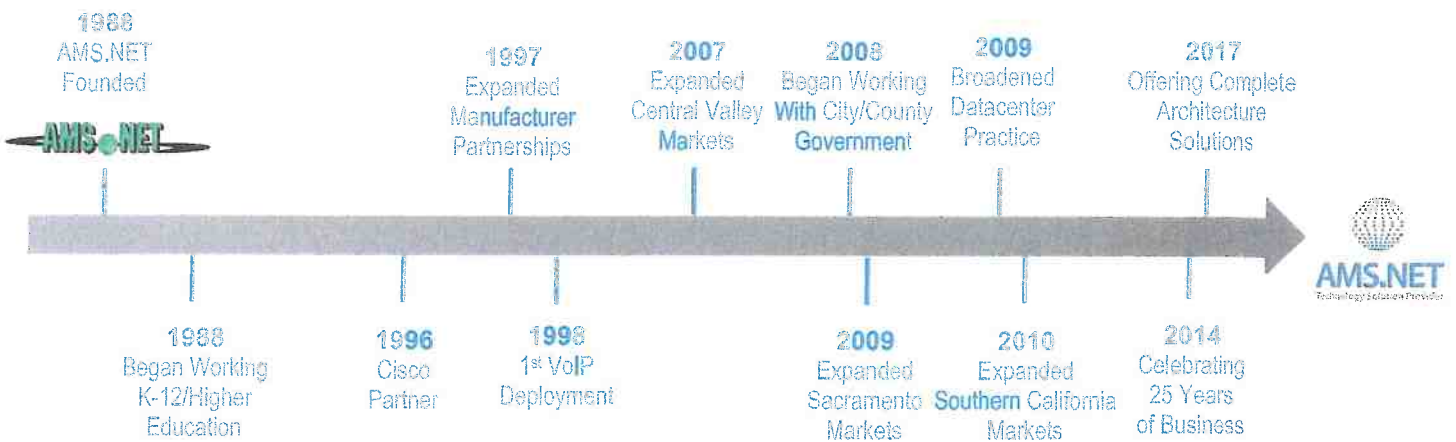 1988
AMS.NET
Founded
AMS.NET
1997
Expanded
Manufacturer
Partnerships
2007
Expanded
Central Valley
Markets
2008
Began Working
With City/County
Government
2009
Broadened
Datacenter
Practice
2017
Offering Complete
Architecture
Solutions
AMS.NET
Technology Solution Provider
1988
Began Working
K-12/Higher
Education
1996
Cisco
Partner
1998
1st VoIP
Deployment
2009
Expanded
Sacramento
Markets
2010
Expanded
Southern California
Markets
2014
Celebrating
25 Years
of Business